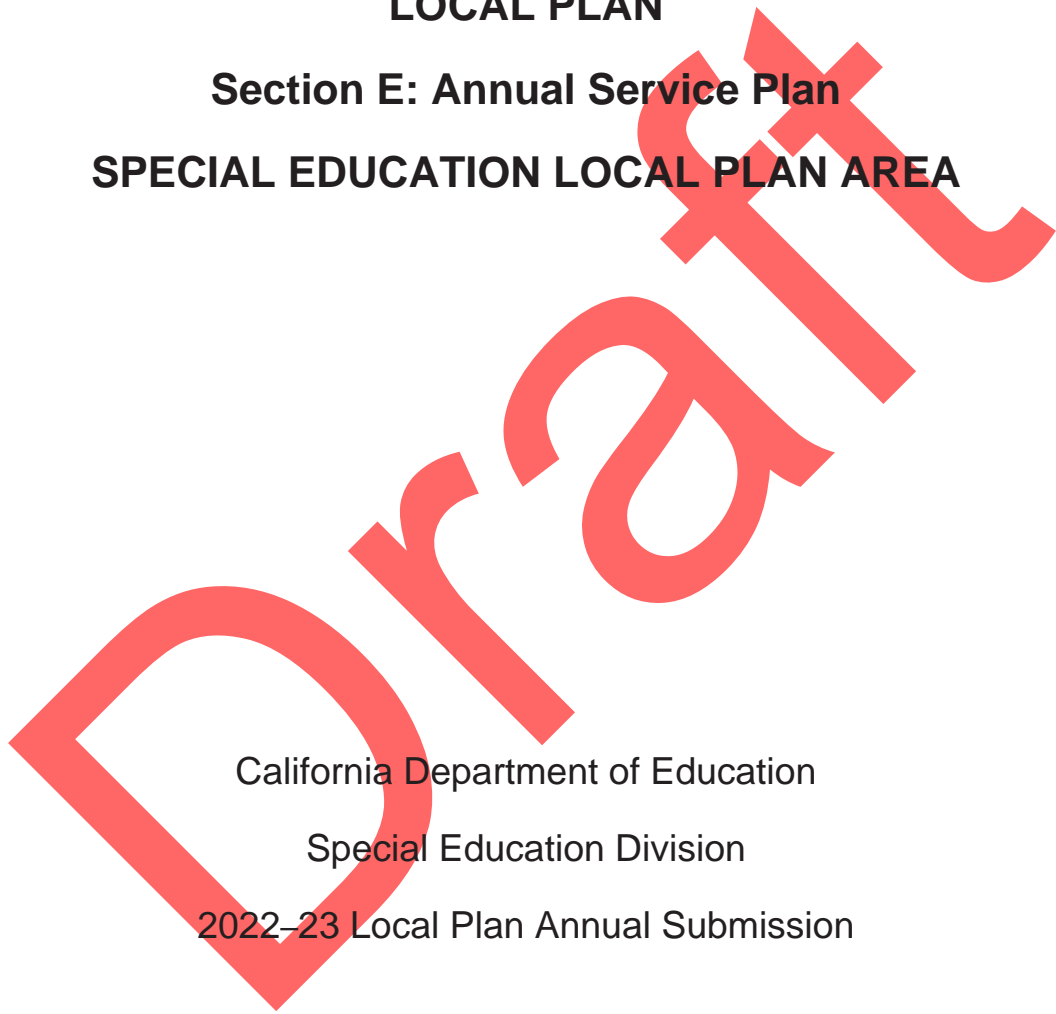 LOCAL PLAN
Section E: Annual Service Plan
SPECIAL EDUCATION LOCAL PLAN AREA
Draft
California Department of Education
Special Education Division
2022–23 Local Plan Annual Submission